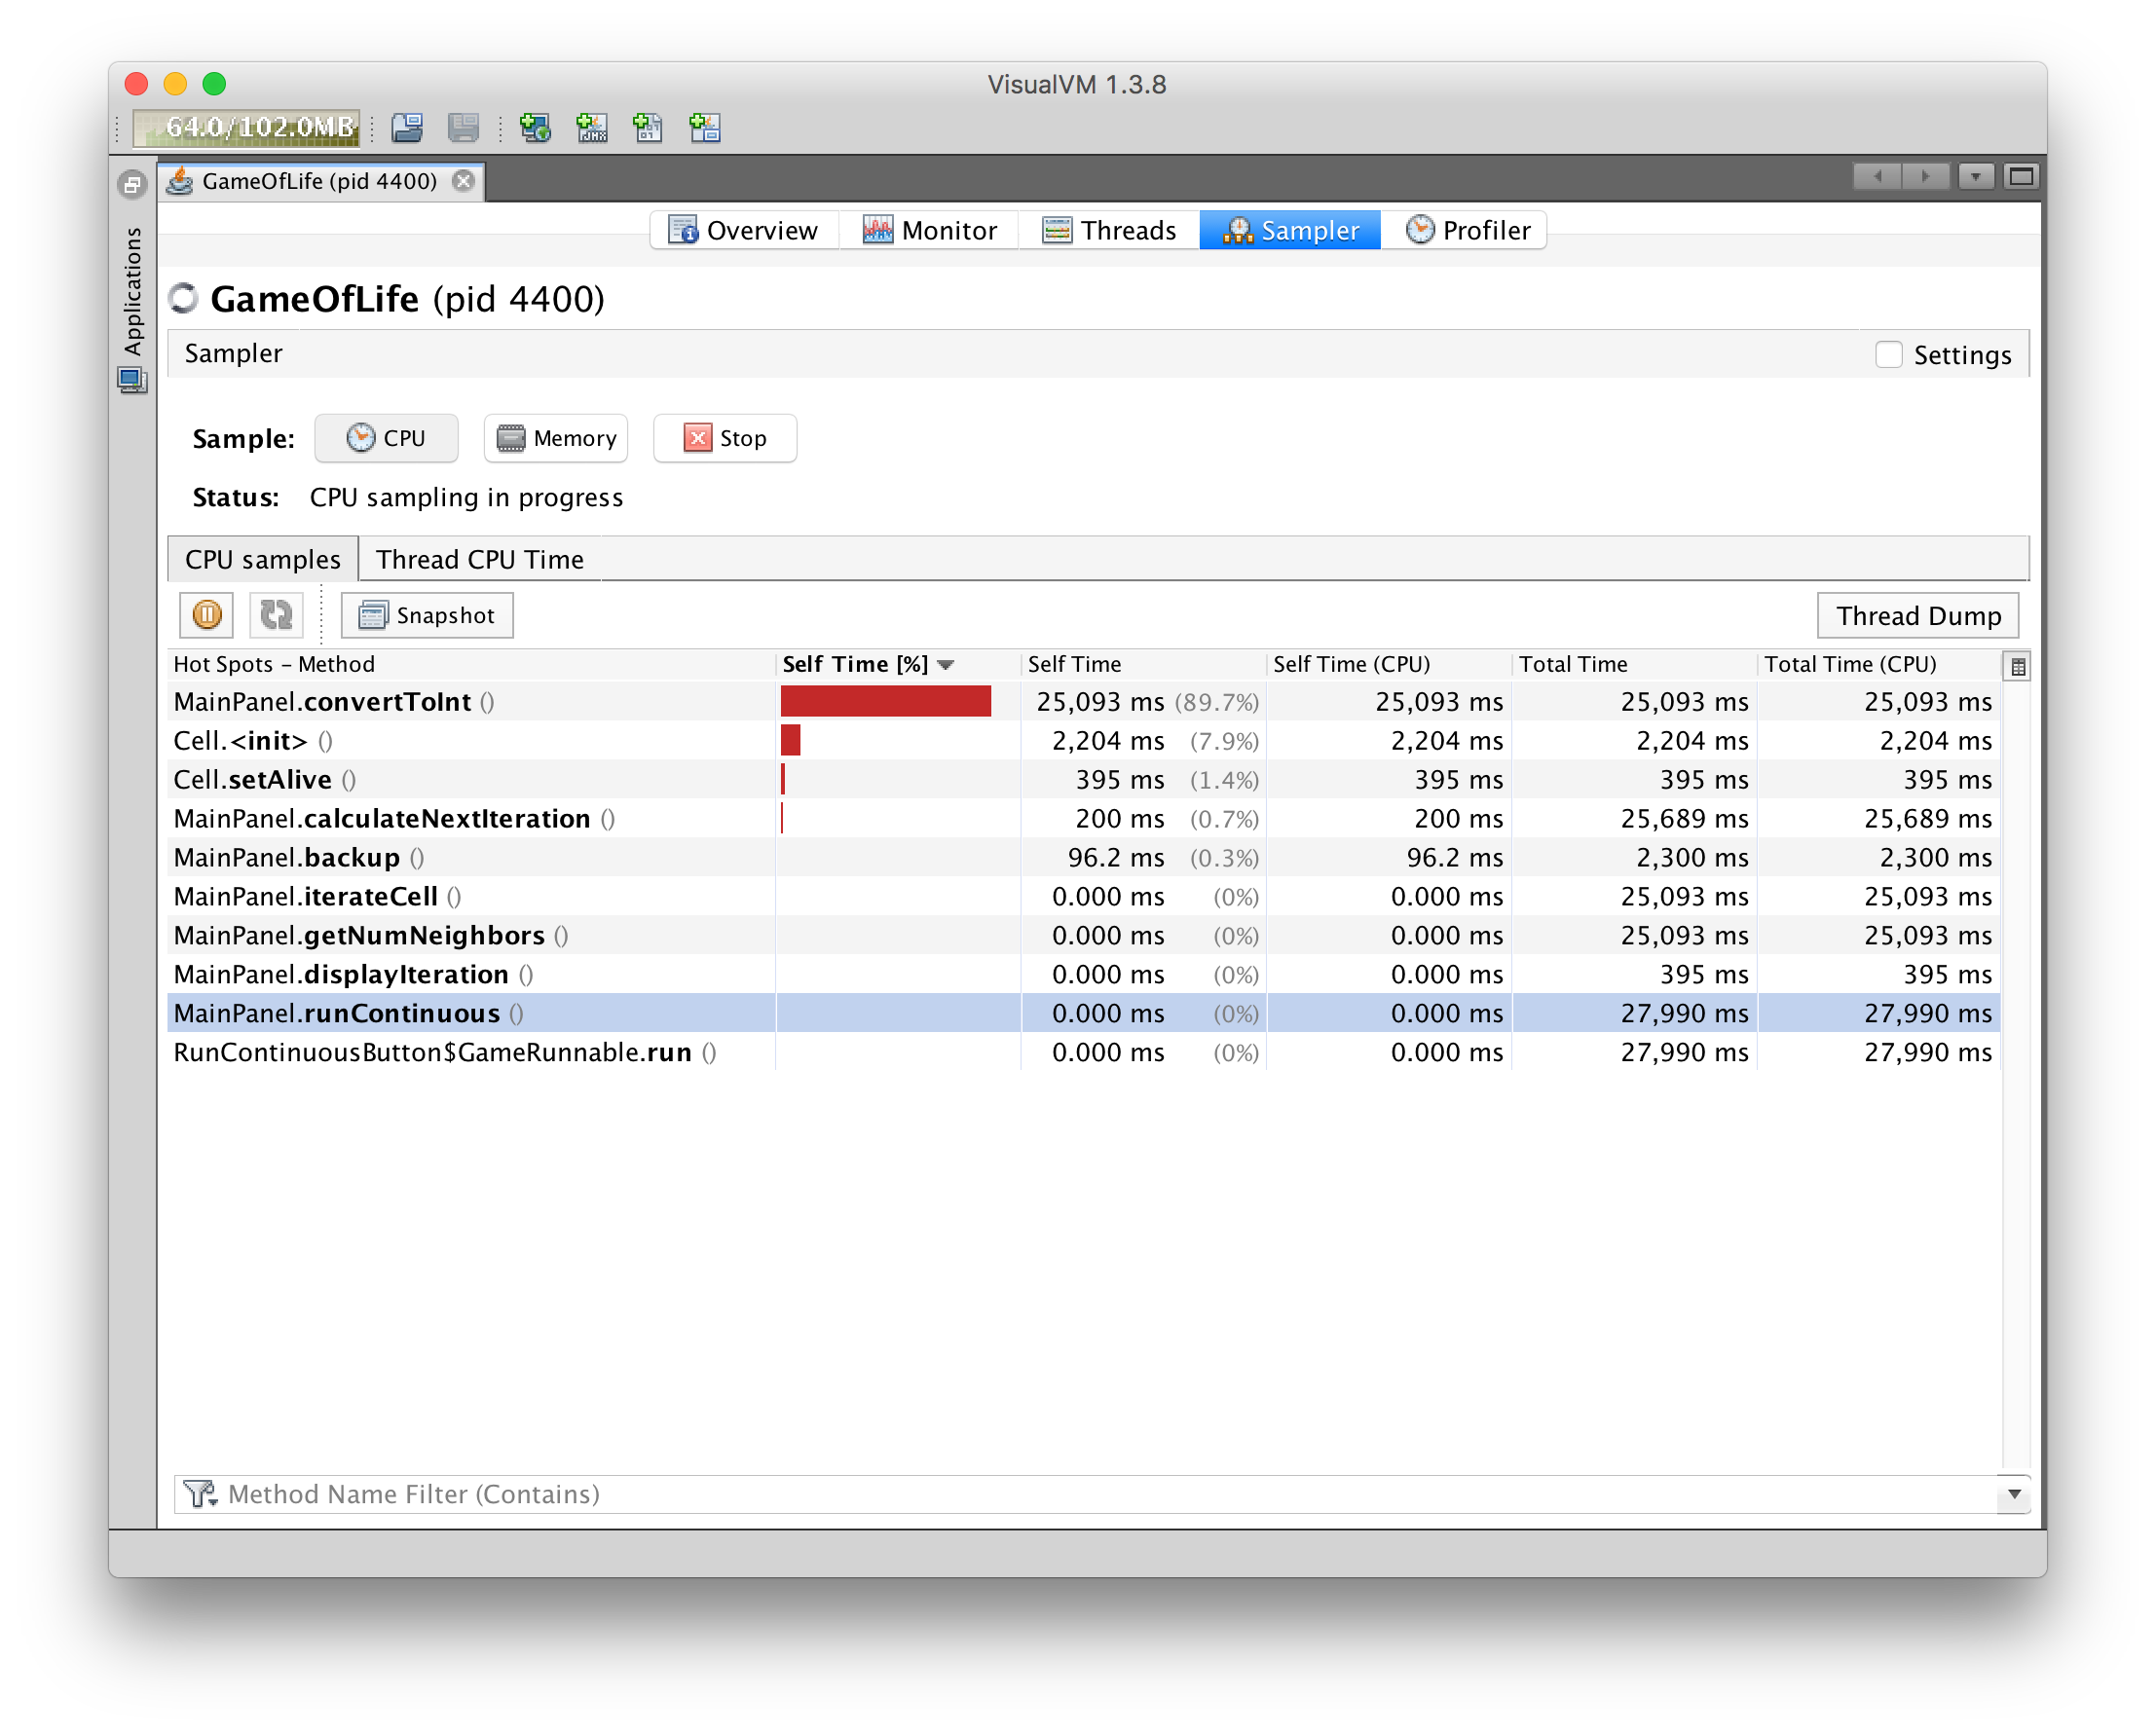 VisualVM 1.3.8
64.0/102.0MB
GameOfLife (pid 4400)
Applications
Overview Monitor Threads Sampler Profiler
GameOfLife (pid 4400)
Sampler Settings
Sample: CPU Memory Stop
Status: CPU sampling in progress
CPU samples Thread CPU Time
Snapshot Thread Dump
Hot Spots – Method Self Time [%] Self Time Self Time (CPU) Total Time Total Time (CPU)
MainPanel.convertToInt () 25,093 ms (89.7%) 25,093 ms 25,093 ms 25,093 ms
Cell.<init> () 2,204 ms (7.9%) 2,204 ms 2,204 ms 2,204 ms
Cell.setAlive () 395 ms (1.4%) 395 ms 395 ms 395 ms
MainPanel.calculateNextIteration () 200 ms (0.7%) 200 ms 25,689 ms 25,689 ms
MainPanel.backup () 96.2 ms (0.3%) 96.2 ms 2,300 ms 2,300 ms
MainPanel.iterateCell () 0.000 ms (0%) 0.000 ms 25,093 ms 25,093 ms
MainPanel.getNumNeighbors () 0.000 ms (0%) 0.000 ms 25,093 ms 25,093 ms
MainPanel.displayIteration () 0.000 ms (0%) 0.000 ms 395 ms 395 ms
MainPanel.runContinuous () 0.000 ms (0%) 0.000 ms 27,990 ms 27,990 ms
RunContinuousButton$GameRunnable.run () 0.000 ms (0%) 0.000 ms 27,990 ms 27,990 ms
Method Name Filter (Contains)